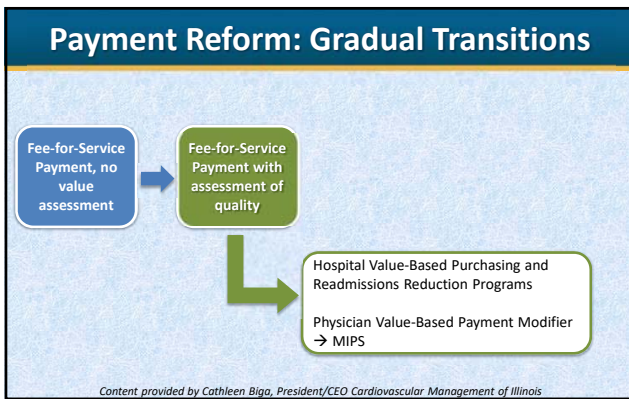 Payment Reform: Gradual Transitions
Fee-for-Service
Payment, no
value
assessment
Fee-for-Service
Payment with
assessment of
quality
Hospital Value-Based Purchasing and
Readmissions Reduction Programs
Physician Value-Based Payment Modifier
→ MIPS
Content provided by Cathleen Biga, President/CEO Cardiovascular Management of Illinois